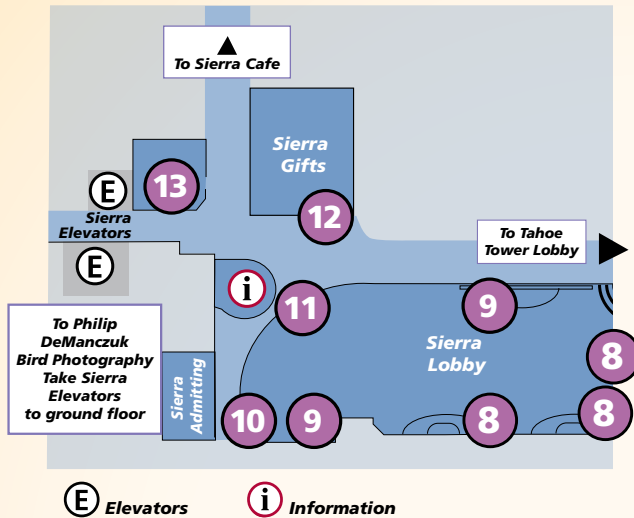 ▲
To Sierra Cafe
Sierra
Gifts
13
12
E
Sierra
Elevators
E
To Tahoe
Tower Lobby
i
11
9
Sierra
Lobby
8
To Philip
DeManczuk
Bird Photography
Take Sierra
Elevators
to ground floor
Sierra
Admitting
10
9
8
8
E Elevators
i Information